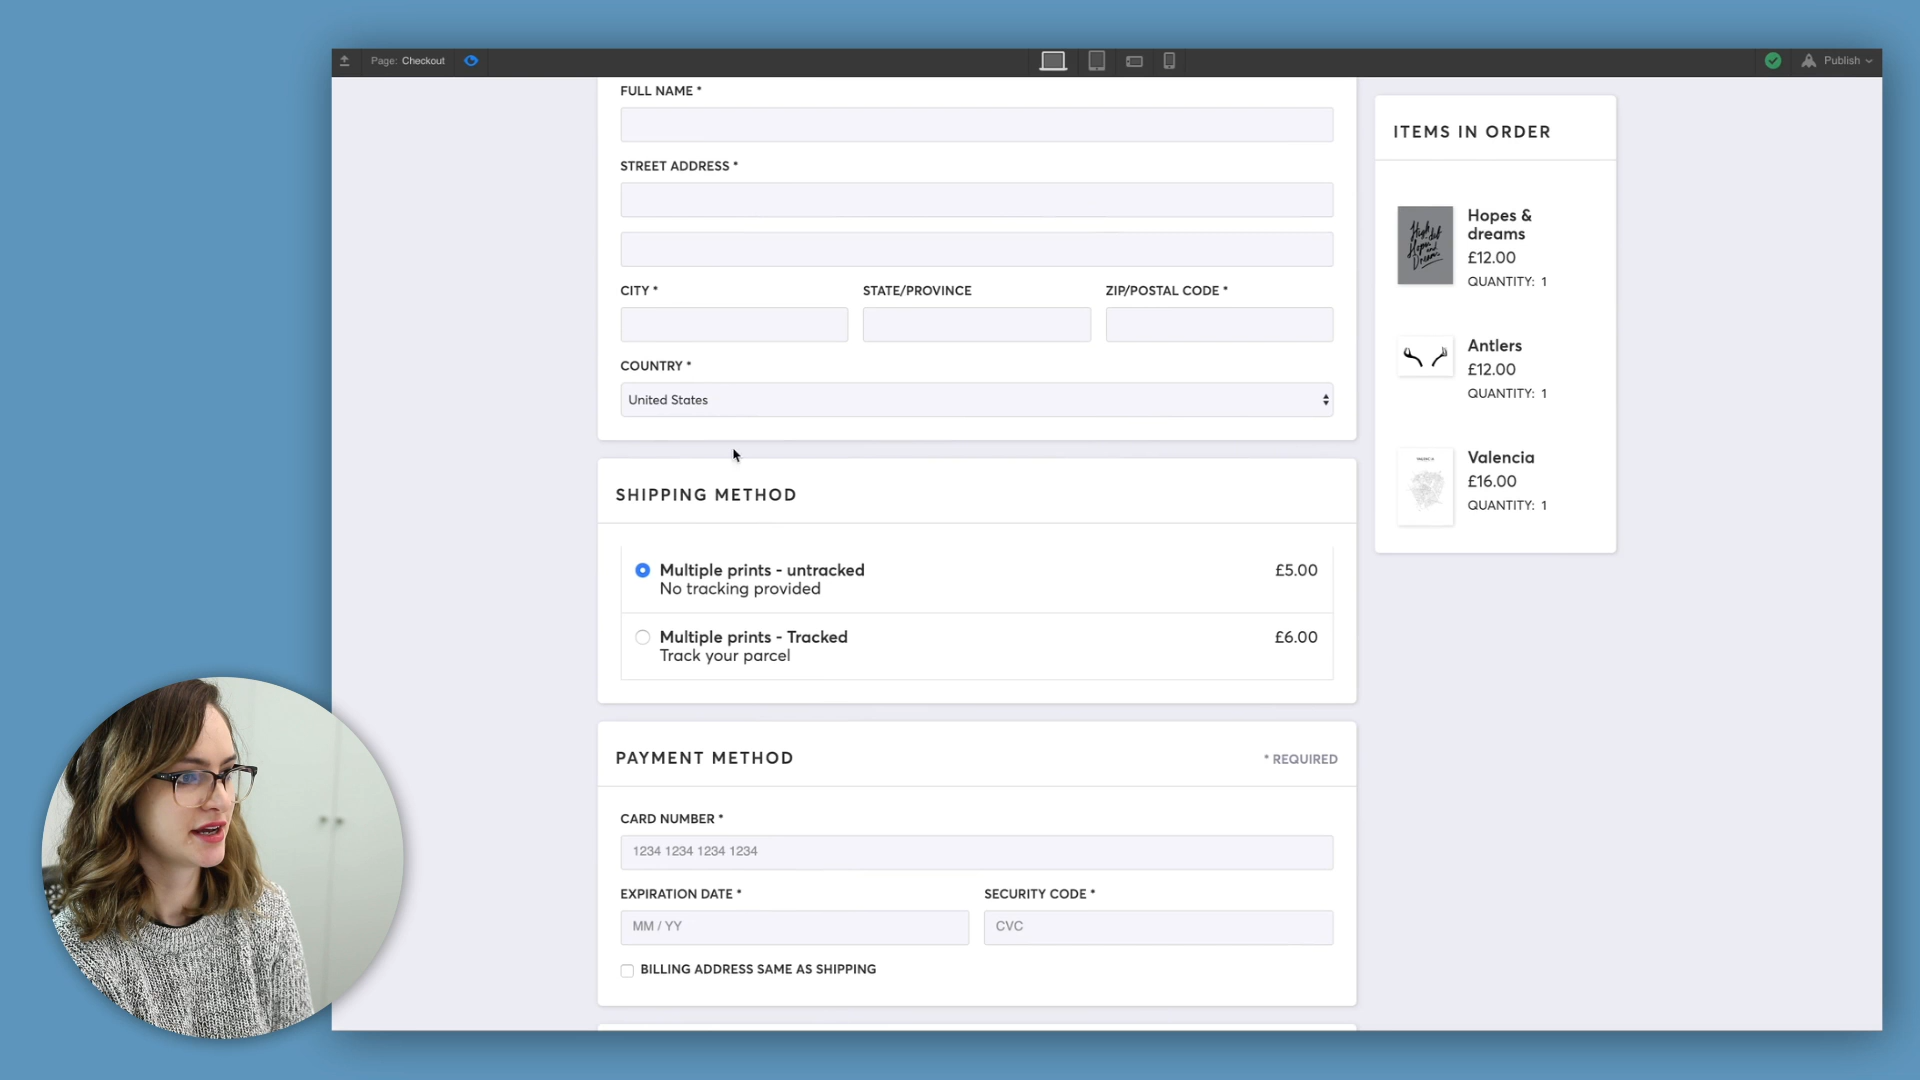 Page: Checkout
Publish
FULL NAME *
STREET ADDRESS *
CITY *
STATE/PROVINCE
ZIP/POSTAL CODE *
COUNTRY *
United States
SHIPPING METHOD
Multiple prints - untracked
£5.00
No tracking provided
Multiple prints - Tracked
£6.00
Track your parcel
PAYMENT METHOD
* REQUIRED
CARD NUMBER *
1234 1234 1234 1234
EXPIRATION DATE *
SECURITY CODE *
MM / YY
CVC
BILLING ADDRESS SAME AS SHIPPING
ITEMS IN ORDER
Hopes &
dreams
£12.00
QUANTITY: 1
Antlers
£12.00
QUANTITY: 1
Valencia
£16.00
QUANTITY: 1